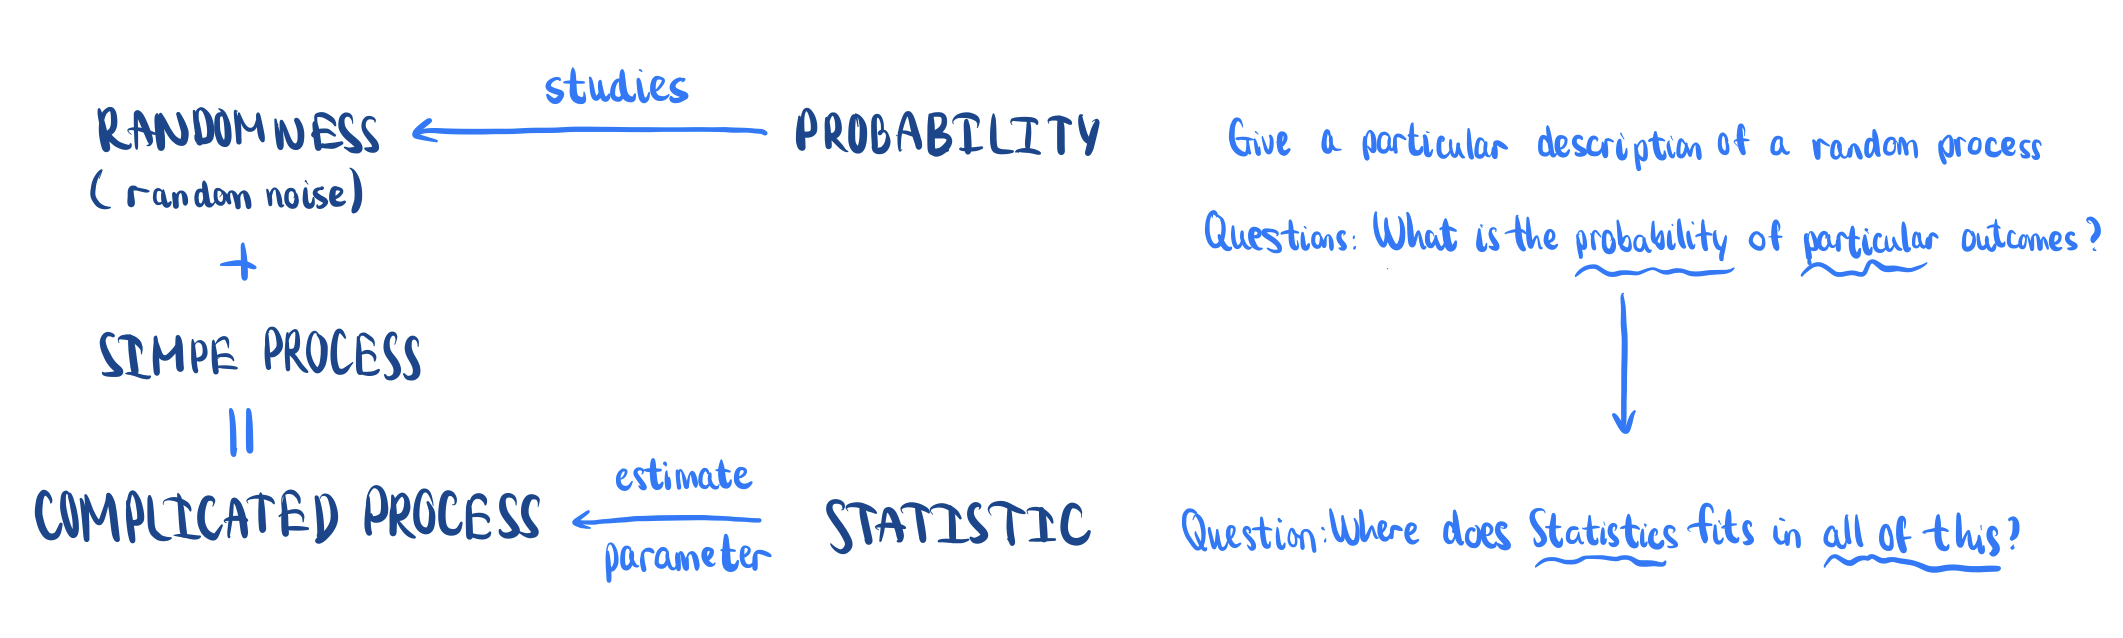 studies
RANDOMNESS ← PROBABILITY
(random noise)
+
SIMPE PROCESS
=
COMPLICATED PROCESS ← STATISTIC
estimate
parameter
Give a particular description of a random process
Questions: What is the probability of particular outcomes?
Question: Where does Statistics fits in all of this?